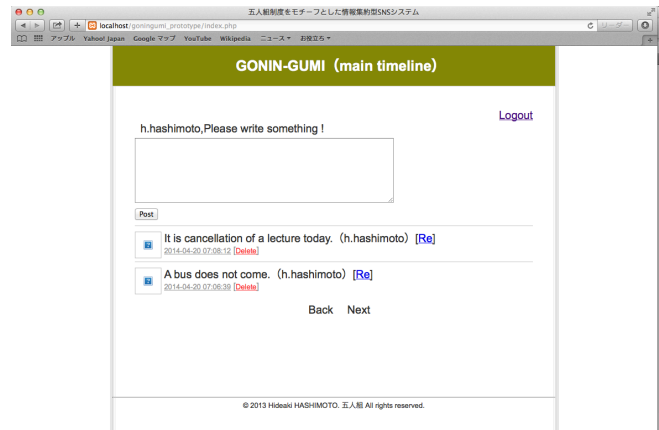 五人組制度をモチーフとした情報集約型SNSシステム
localhost/goningumi_prototype/index.php
リーダー
アップル Yahoo! Japan Google マップ YouTube Wikipedia ニュース▼ お役立ち▼
GONIN-GUMI（main timeline）
Logout
h.hashimoto,Please write something !
Post
It is cancellation of a lecture today.（h.hashimoto）[Re]
2014-04-20 07:08:12 [Delete]
A bus does not come.（h.hashimoto）[Re]
2014-04-20 07:06:39 [Delete]
Back Next
© 2013 Hideaki HASHIMOTO. 五人組 All rights reserved.